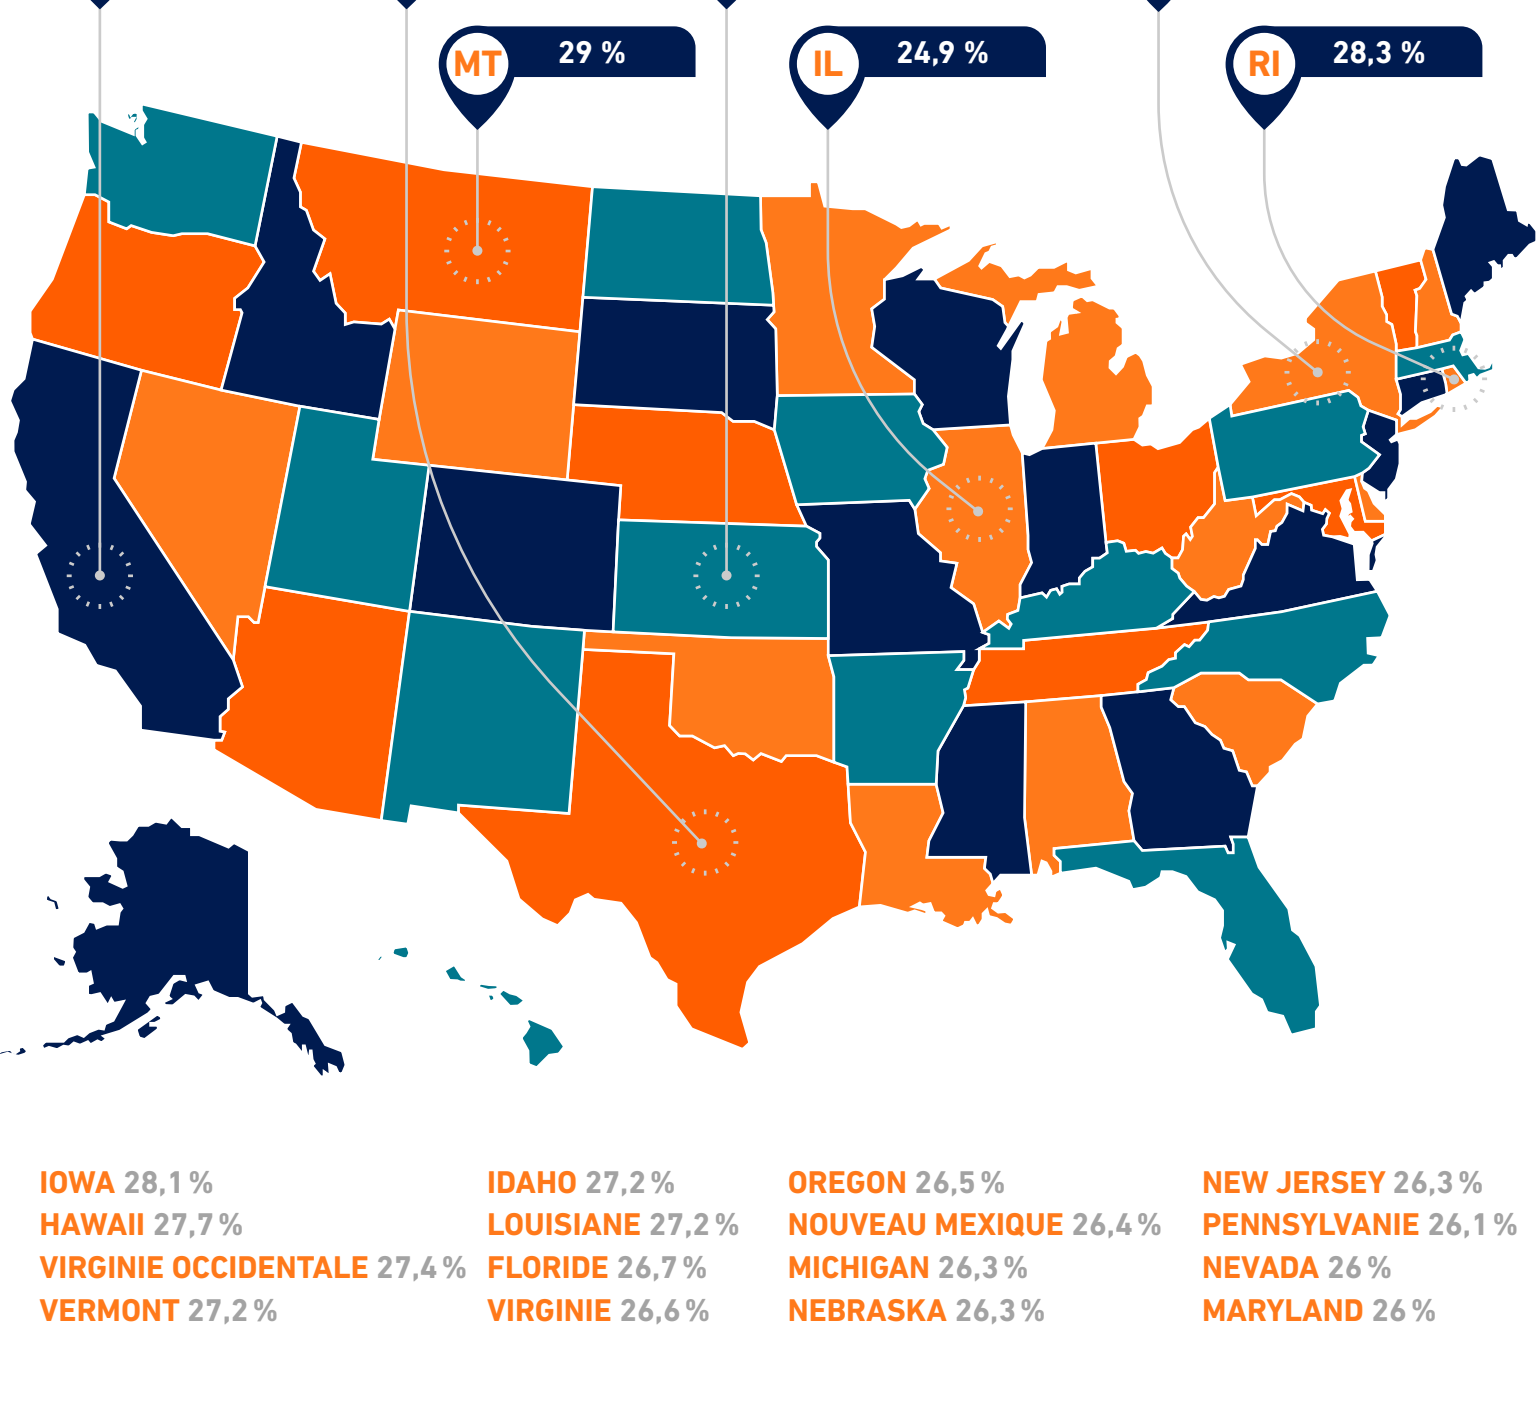 MT 29 %
IL 24,9 %
RI 28,3 %
IOWA 28,1 %
HAWAII 27,7 %
VIRGINIE OCCIDENTALE 27,4 %
VERMONT 27,2 %
IDAHO 27,2 %
LOUISIANE 27,2 %
FLORIDE 26,7 %
VIRGINIE 26,6 %
OREGON 26,5 %
NOUVEAU MEXIQUE 26,4 %
MICHIGAN 26,3 %
NEBRASKA 26,3 %
NEW JERSEY 26,3 %
PENNSYLVANIE 26,1 %
NEVADA 26 %
MARYLAND 26 %